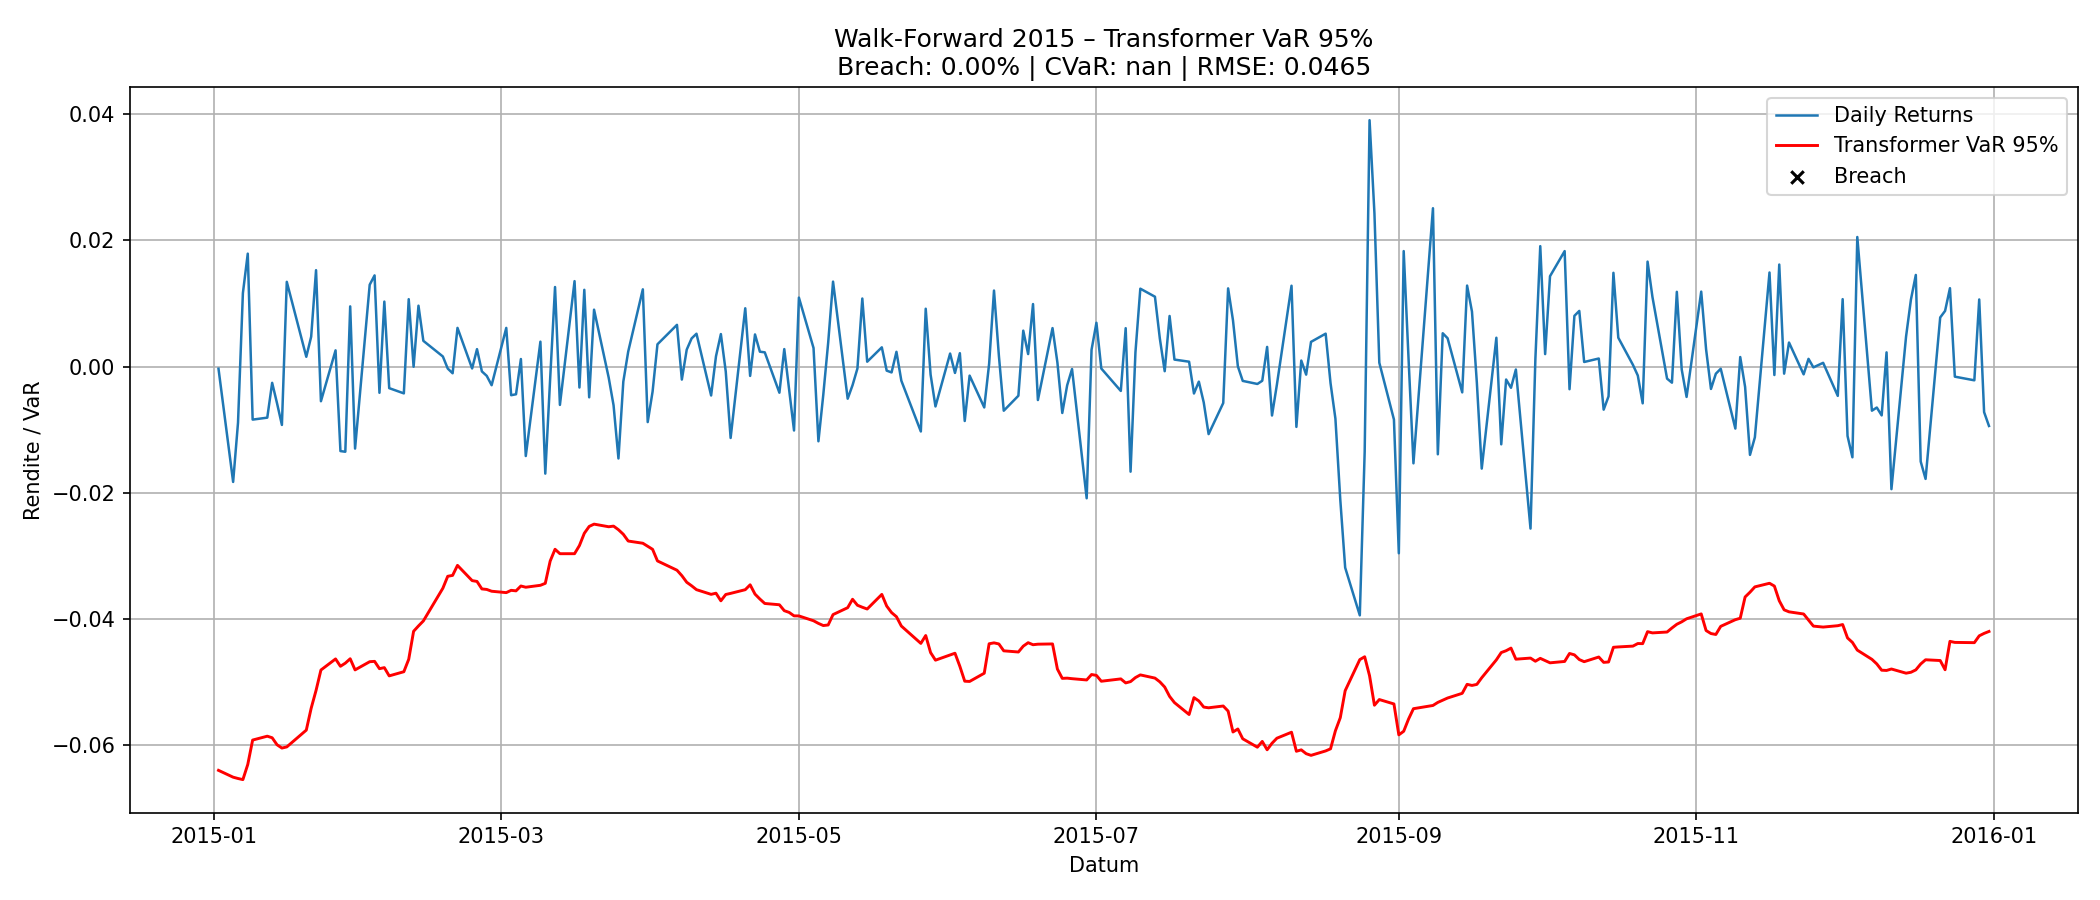 Walk-Forward 2015 – Transformer VaR 95%
Breach: 0.00% | CVaR: nan | RMSE: 0.0465
Daily Returns
Transformer VaR 95%
Breach
Rendite / VaR
0.04
0.02
0.00
−0.02
−0.04
−0.06
2015-01
2015-03
2015-05
2015-07
2015-09
2015-11
2016-01
Datum